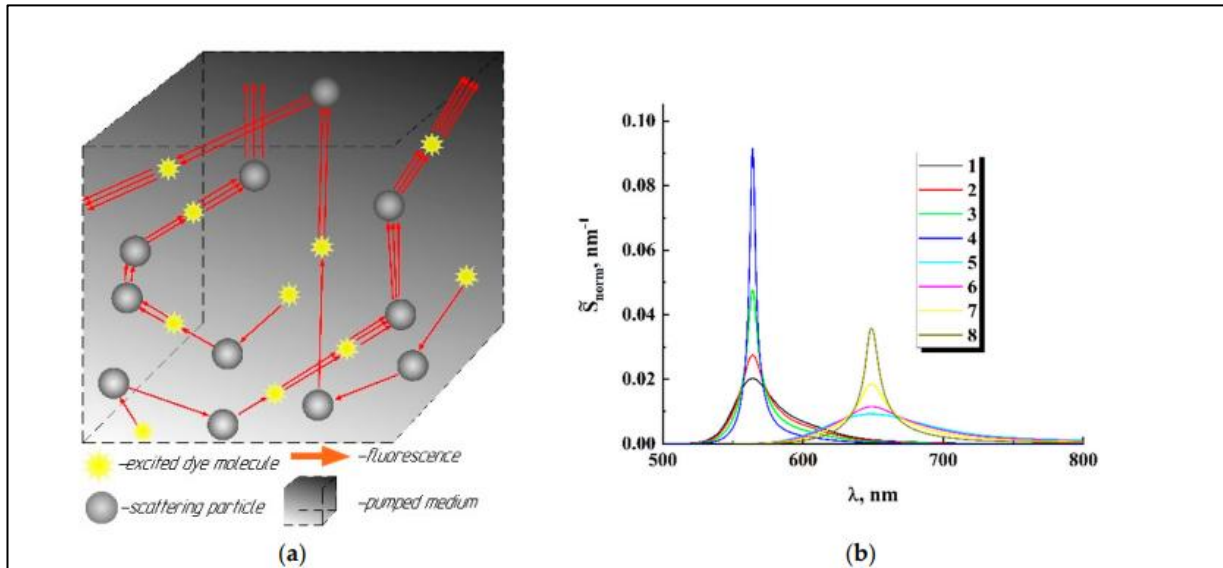 –excited dye molecule
–fluorescence
–scattering particle
–pumped medium
(a)
S̃norm, nm-1
0.10
0.08
0.06
0.04
0.02
0.00
500
600
700
800
λ, nm
1
2
3
4
5
6
7
8
(b)